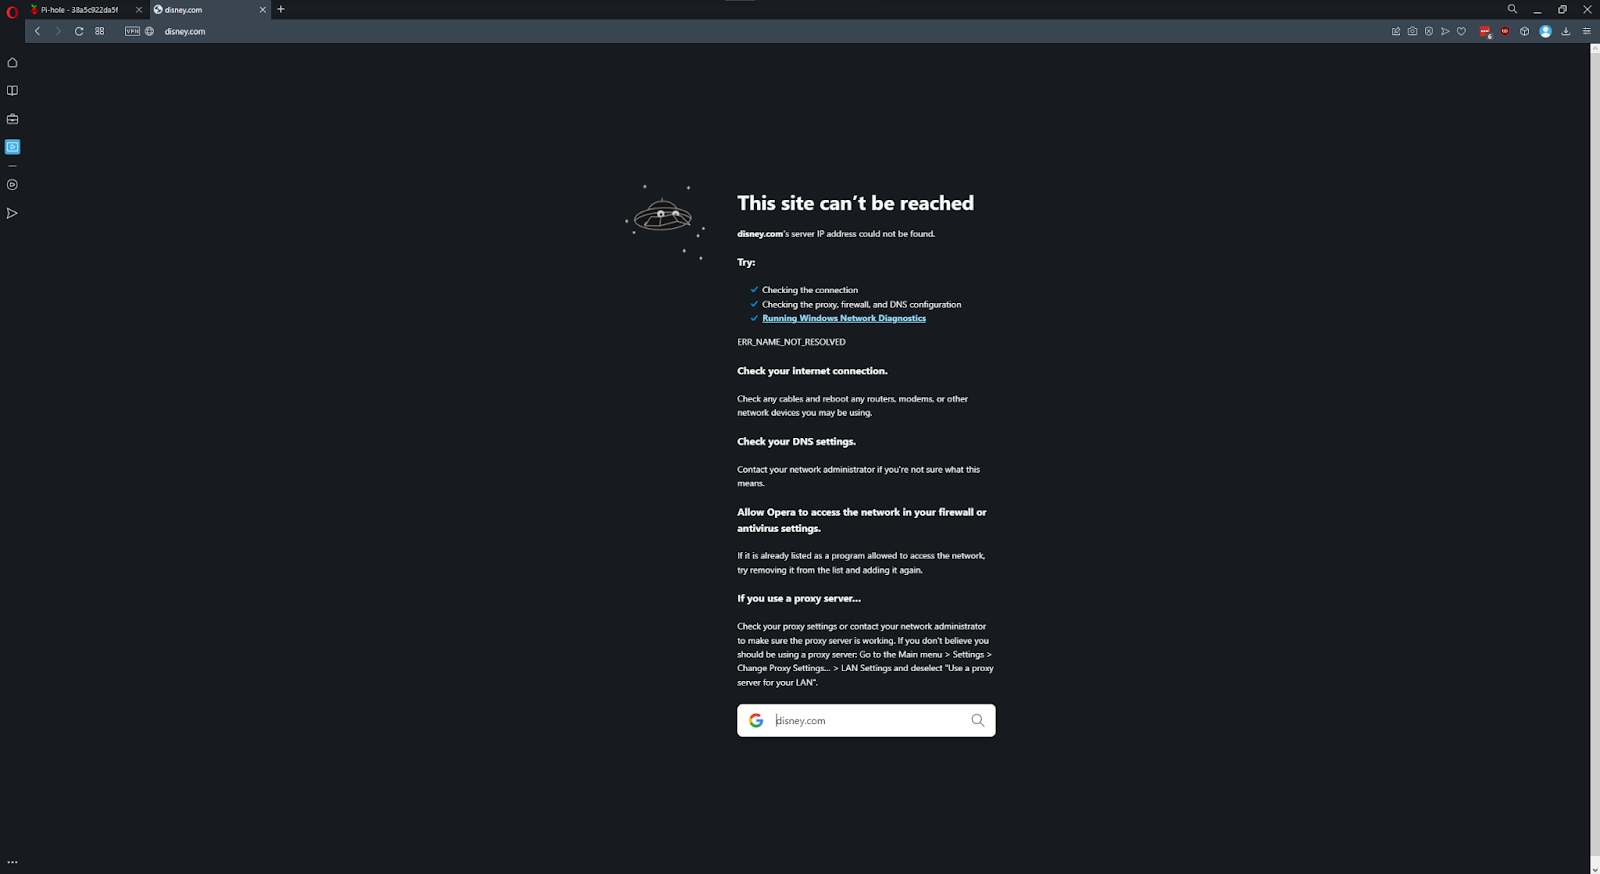 Pi-hole - 38a5c922da5f
disney.com
VPN
disney.com
6
This site can’t be reached
disney.com's server IP address could not be found.
Try:
Checking the connection
Checking the proxy, firewall, and DNS configuration
Running Windows Network Diagnostics
ERR_NAME_NOT_RESOLVED
Check your internet connection.
Check any cables and reboot any routers, modems, or other
network devices you may be using.
Check your DNS settings.
Contact your network administrator if you're not sure what this
means.
Allow Opera to access the network in your firewall or
antivirus settings.
If it is already listed as a program allowed to access the network,
try removing it from the list and adding it again.
If you use a proxy server...
Check your proxy settings or contact your network administrator
to make sure the proxy server is working. If you don't believe you
should be using a proxy server: Go to the Main menu > Settings >
Change Proxy Settings... > LAN Settings and deselect "Use a proxy
server for your LAN".
disney.com